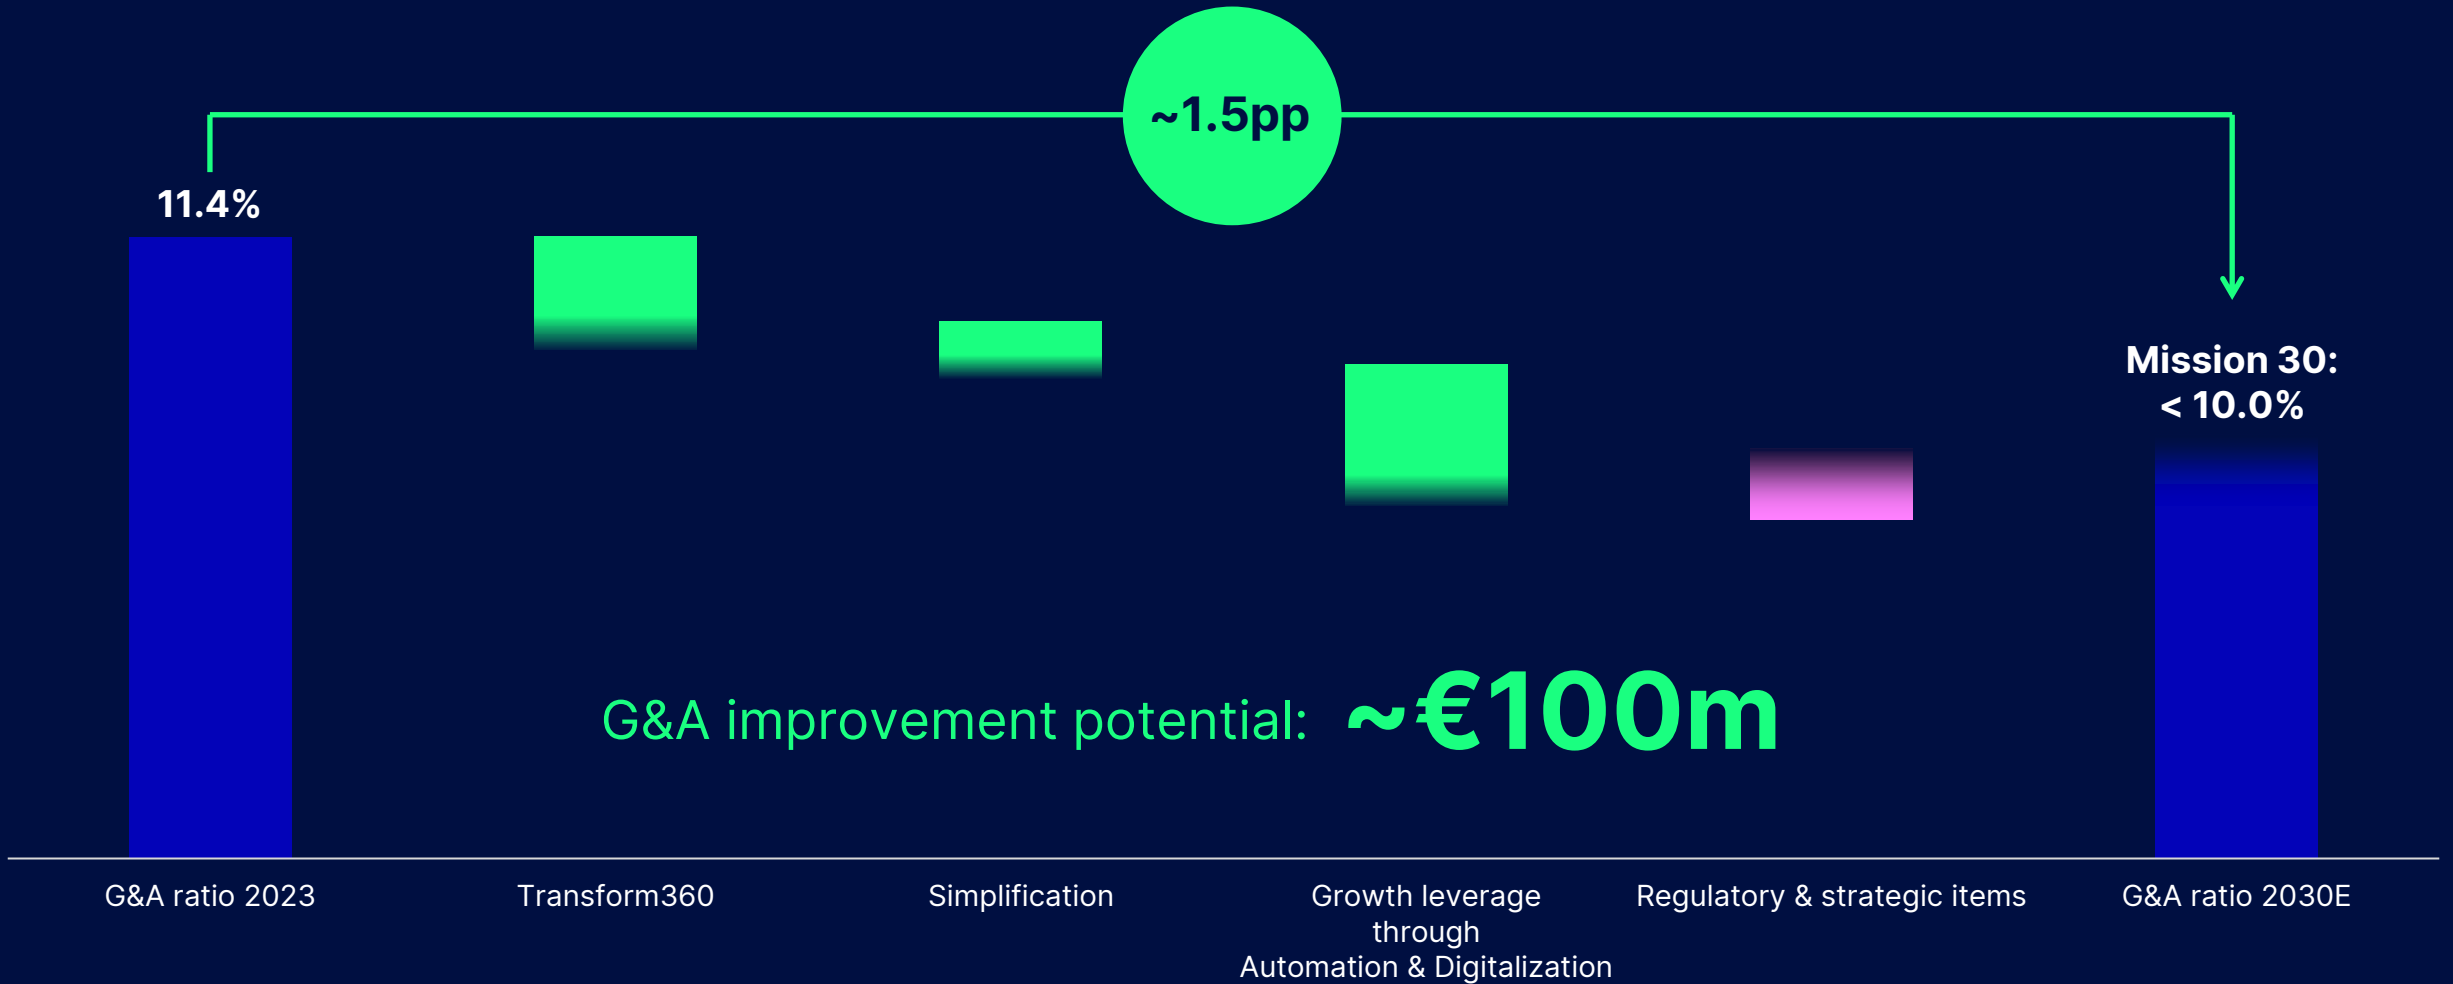 ~1.5pp
11.4%
Mission 30:
< 10.0%
G&A improvement potential: ~€100m
G&A ratio 2023
Transform360
Simplification
Growth leverage
through
Automation & Digitalization
Regulatory & strategic items
G&A ratio 2030E